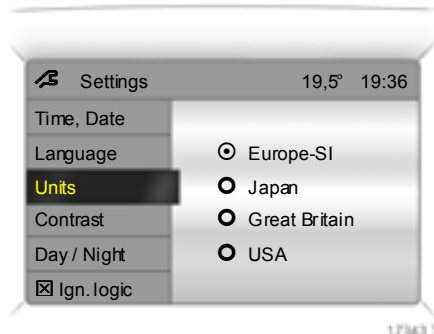 Settings 19,5° 19:36
Time, Date
Language
Units
Contrast
Day / Night
Ign. logic
Europe-SI
Japan
Great Britain
USA
17343